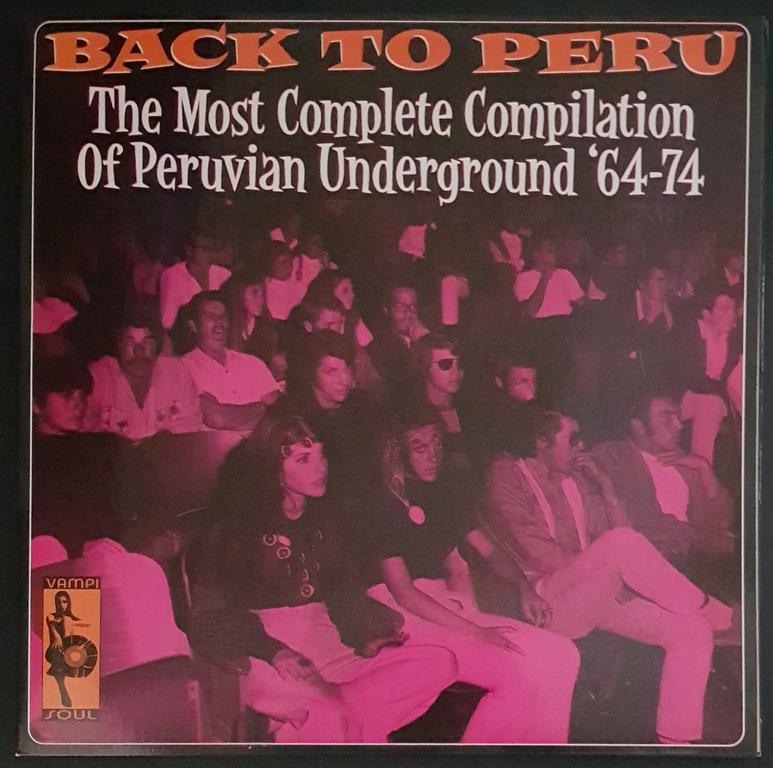 BACK TO PERU
The Most Complete Compilation
Of Peruvian Underground ‘64-74
VAMPI
SOUL